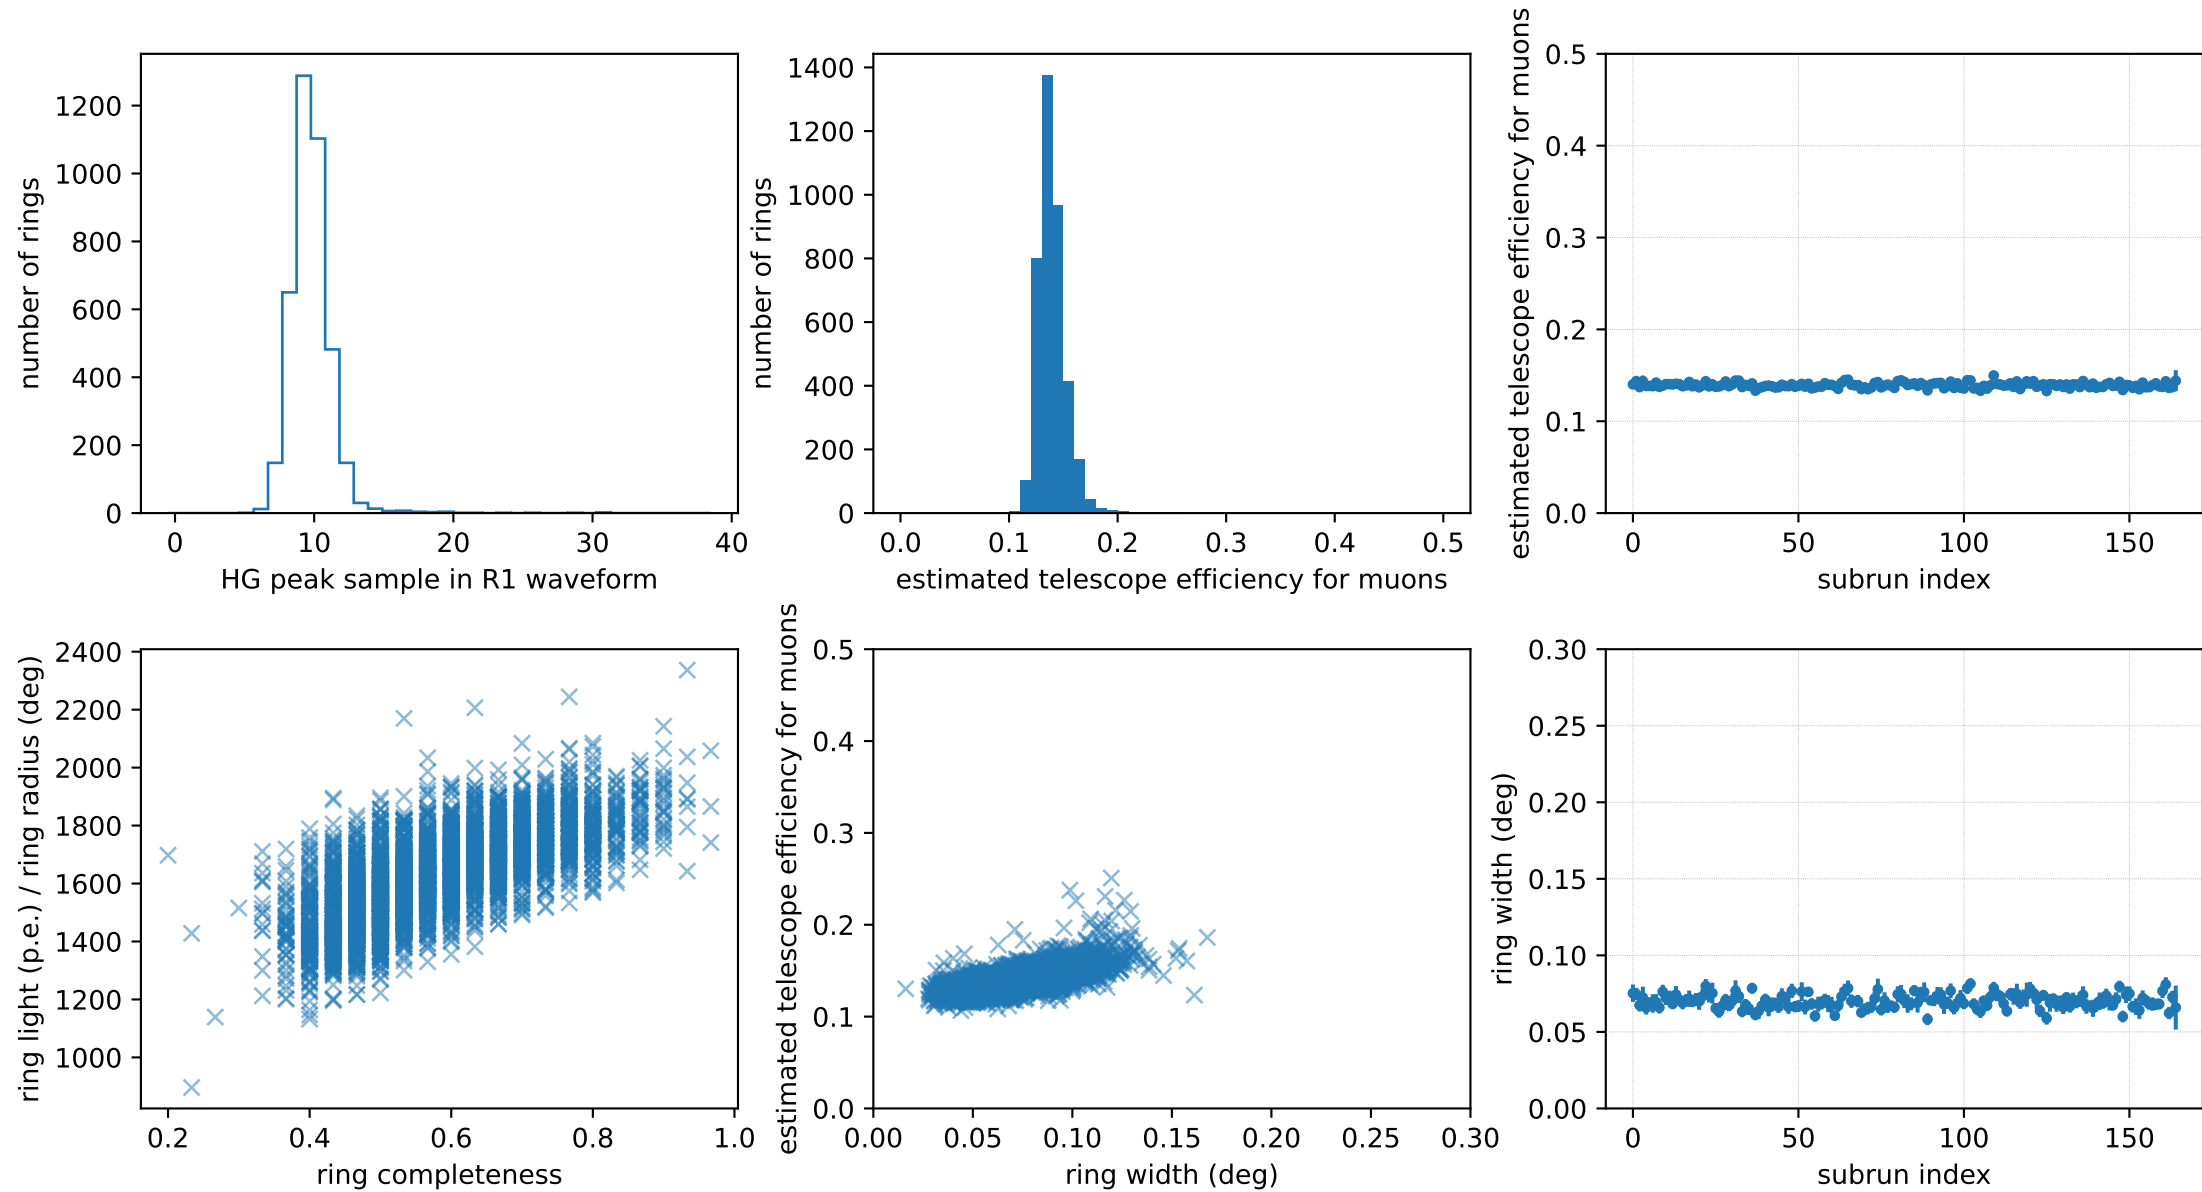 1200
1000
800
600
400
200
0
number of rings
0 10 20 30 40
HG peak sample in R1 waveform
1400
1200
1000
800
600
400
200
0
number of rings
0.0 0.1 0.2 0.3 0.4 0.5
estimated telescope efficiency for muons
0.5
0.4
0.3
0.2
0.1
0.0
estimated telescope efficiency for muons
0 50 100 150
subrun index
2400
2200
2000
1800
1600
1400
1200
1000
ring light (p.e.) / ring radius (deg)
0.2 0.4 0.6 0.8 1.0
ring completeness
0.5
0.4
0.3
0.2
0.1
0.0
estimated telescope efficiency for muons
0.00 0.05 0.10 0.15 0.20 0.25 0.30
ring width (deg)
0.30
0.25
0.20
0.15
0.10
0.05
0.00
ring width (deg)
0 50 100 150
subrun index